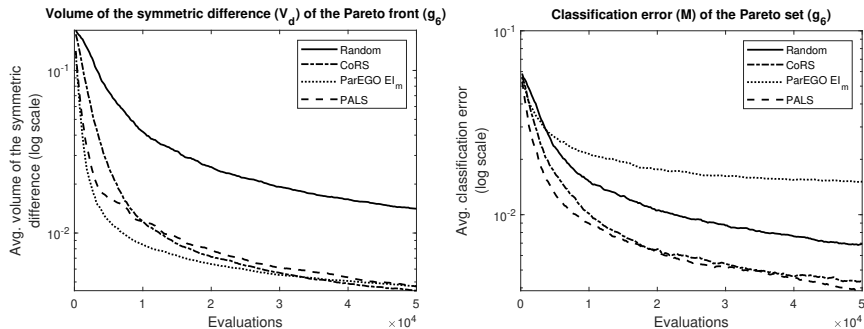 Volume of the symmetric difference (V_d) of the Pareto front (g_6)
Avg. volume of the symmetric
difference (log scale)
10^-1
10^-2
Random
CoRS
ParEGO EI_m
PALS
0
1
2
3
4
5
×10^4
Evaluations
Classification error (M) of the Pareto set (g_6)
Avg. classification error
(log scale)
10^-1
10^-2
Random
CoRS
ParEGO EI_m
PALS
0
1
2
3
4
5
×10^4
Evaluations